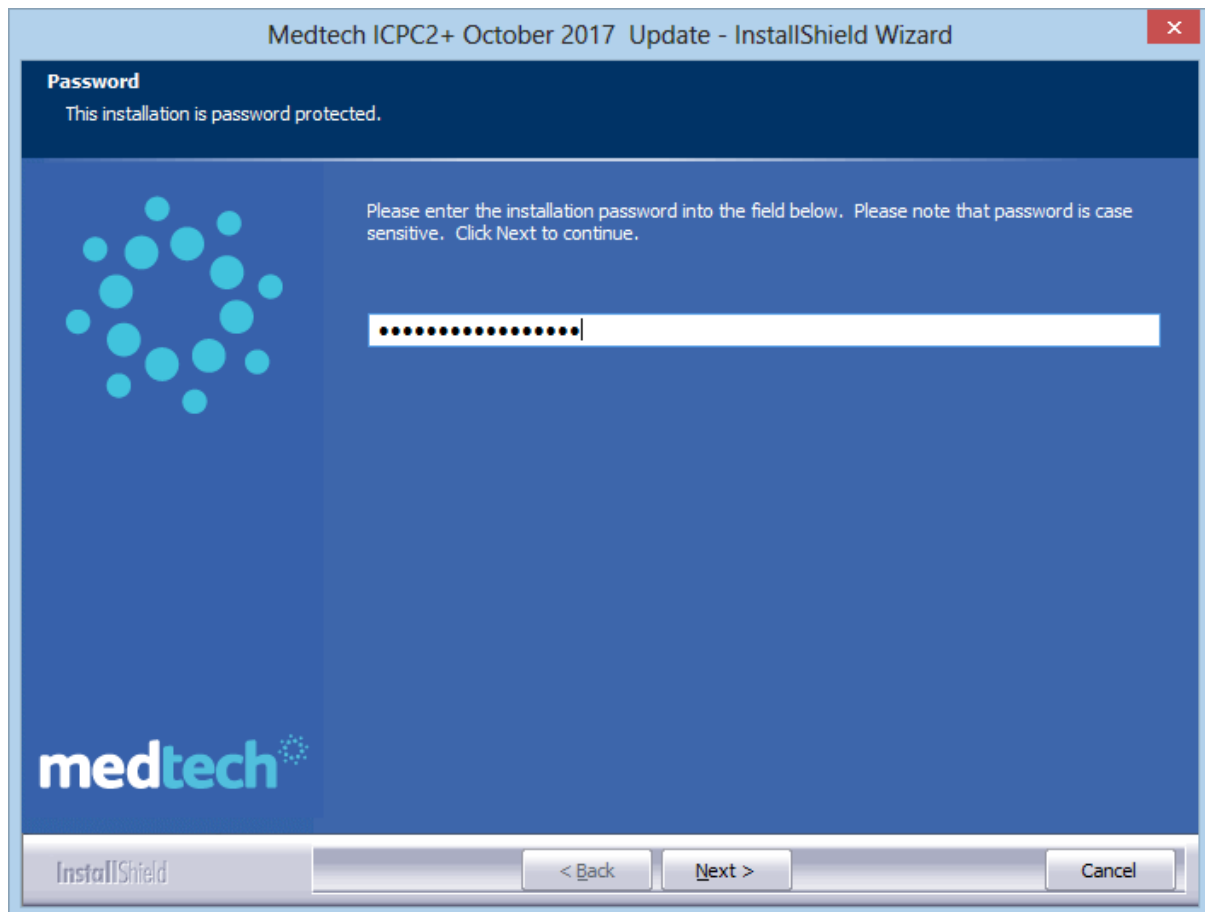 Medtech ICPC2+ October 2017  Update - InstallShield Wizard
Password
This installation is password protected.
Please enter the installation password into the field below.  Please note that password is case
sensitive.  Click Next to continue.
•••••••••••••••••
medtech
InstallShield
< Back
Next >
Cancel